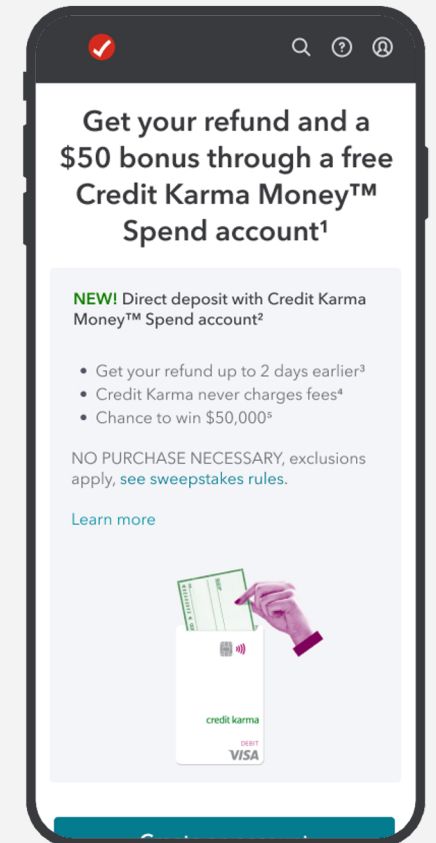 Get your refund and a
$50 bonus through a free
Credit Karma Money™
Spend account¹
NEW! Direct deposit with Credit Karma
Money™ Spend account²
• Get your refund up to 2 days earlier³
• Credit Karma never charges fees⁴
• Chance to win $50,000⁵
NO PURCHASE NECESSARY, exclusions
apply, see sweepstakes rules.
Learn more
credit karma
DEBIT
VISA